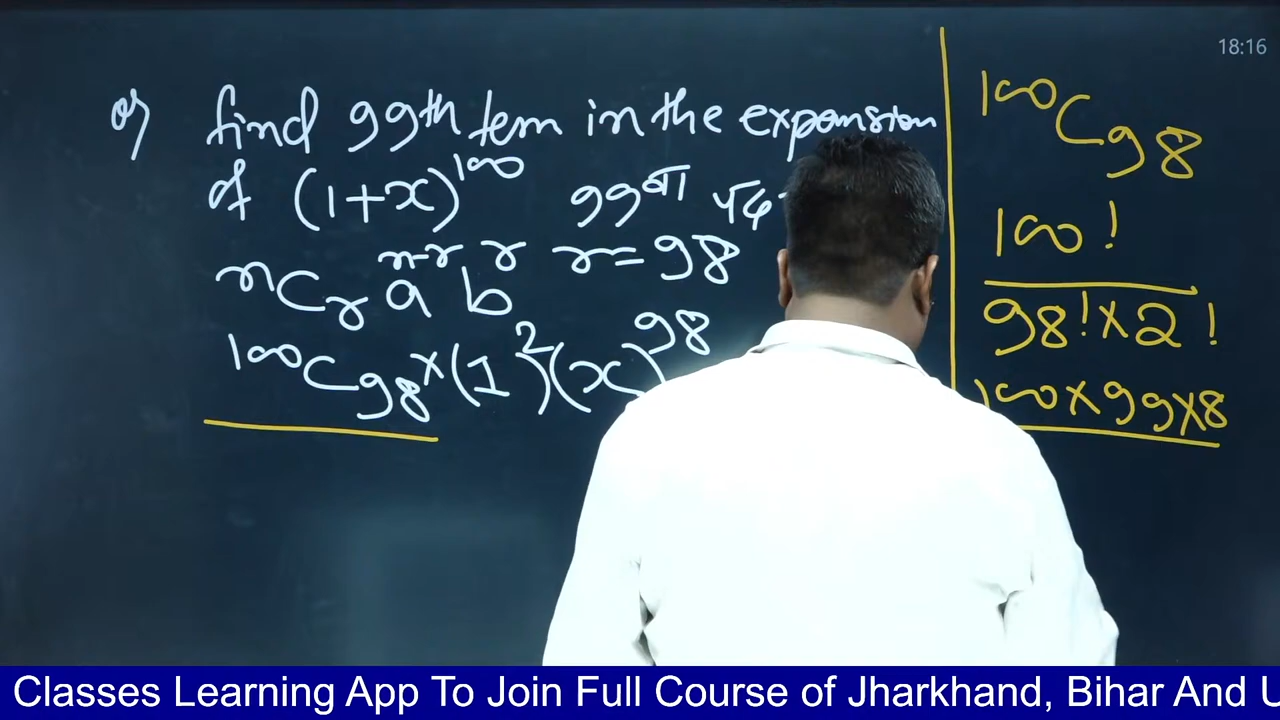 Q find 99th term in the expansion
of (1+x)^100 99वा
nCr a^n-r b^r r=98
100C98 × (1)^2 (x)^98
18:16
100C98
100!
98!×2!
100×99×8
Classes Learning App To Join Full Course of Jharkhand, Bihar And U